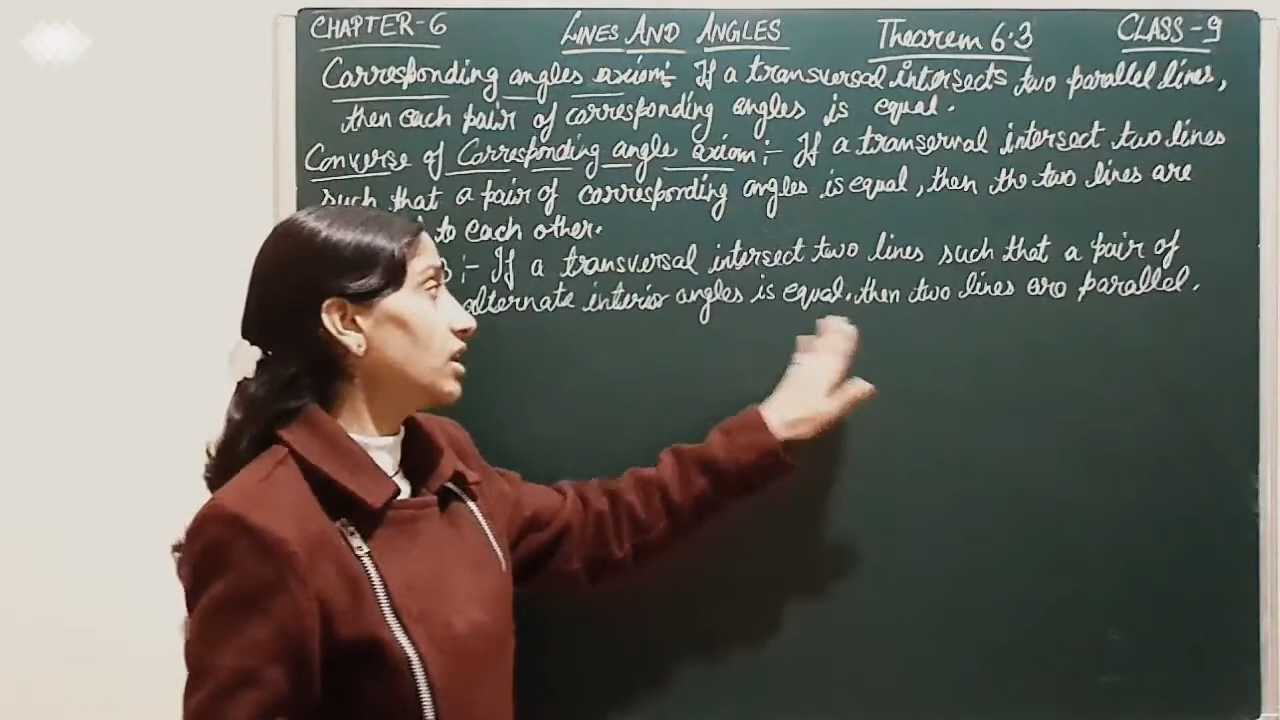 CHAPTER-6 LINES AND ANGLES Theorem 6.3 CLASS-9
Corresponding angles axiom:- If a transversal intersects two parallel lines,
then each pair of corresponding angles is equal.
Converse of Corresponding angle axiom:- If a transerval intersect two lines
such that a pair of corresponding angles is equal, then the two lines are
to each other.
3:- If a transversal intersect two lines such that a pair of
alternate interior angles is equal, then two lines are parallel.